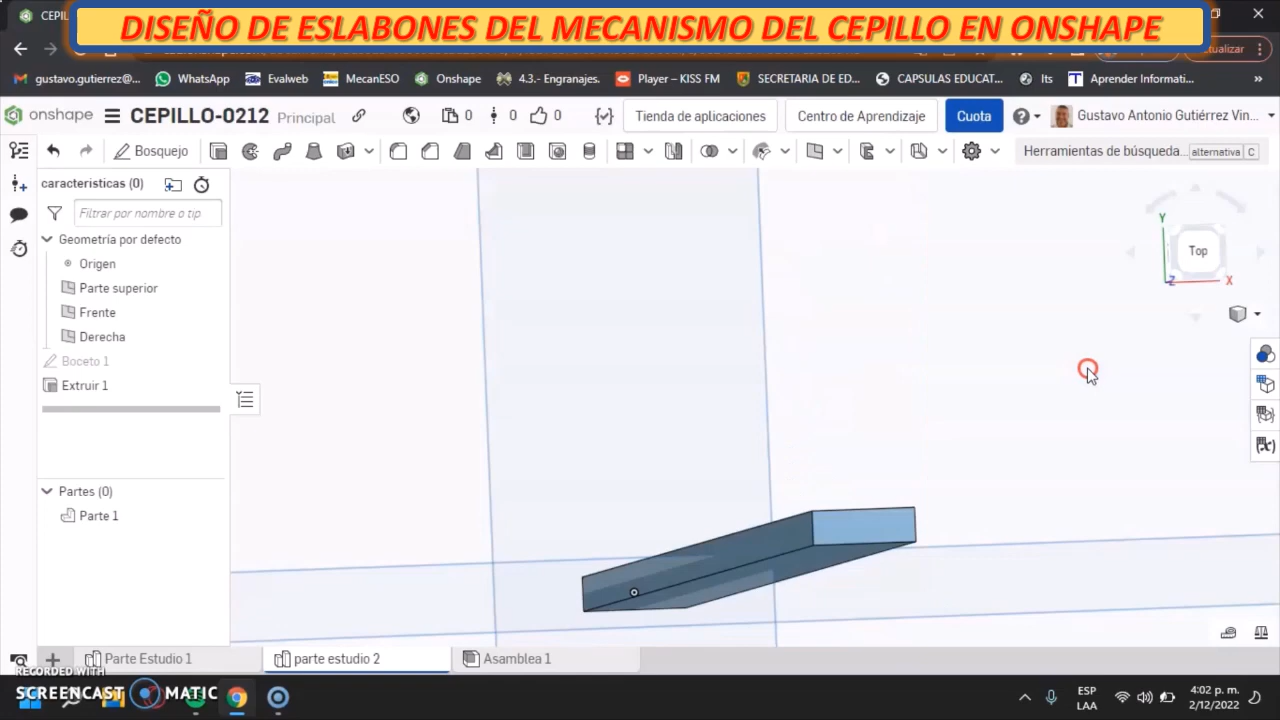 CEPIL
DISEÑO DE ESLABONES DEL MECANISMO DEL CEPILLO EN ONSHAPE
tualizar
gustavo.gutierrez@...
WhatsApp
Evalweb
MecanESO
Onshape
4.3.- Engranajes.
Player – KISS FM
SECRETARIA DE ED...
CAPSULAS EDUCAT...
Its
Aprender Informati...
»
onshape
CEPILLO-0212
Principal
0
0
0
Tienda de aplicaciones
Centro de Aprendizaje
Cuota
Gustavo Antonio Gutiérrez Vin...
Bosquejo
Herramientas de búsqueda...
alternativa
C
caracteristicas (0)
Filtrar por nombre o tip
Geometría por defecto
Origen
Parte superior
Frente
Derecha
Boceto 1
Extruir 1
Partes (0)
Parte 1
Y
Top
Z
X
Parte Estudio 1
parte estudio 2
Asamblea 1
RECORDED WITH
SCREENCAST MATIC
ESP
LAA
4:02 p. m.
2/12/2022